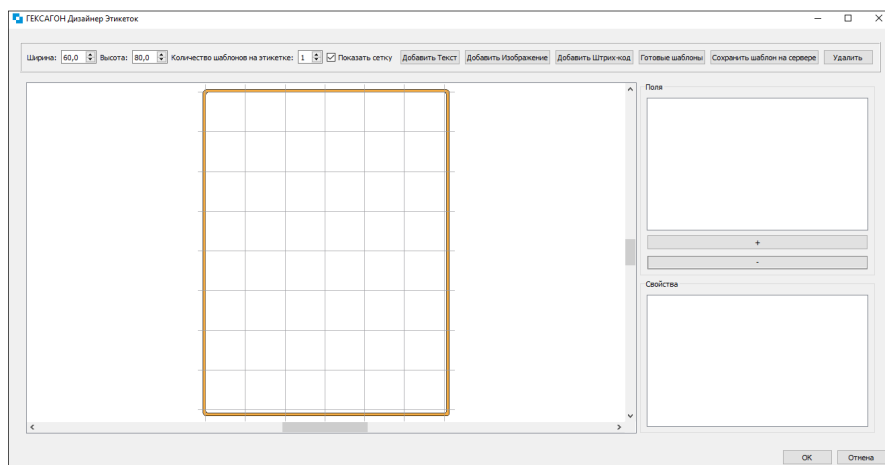 ГЕКСАГОН Дизайнер Этикеток
Ширина: 60,0 Высота: 80,0 Количество шаблонов на этикетке: 1 Показать сетку Добавить Текст Добавить Изображение Добавить Штрих-код Готовые шаблоны Сохранить шаблон на сервере Удалить
Поля
+
-
Свойства
ОК Отмена